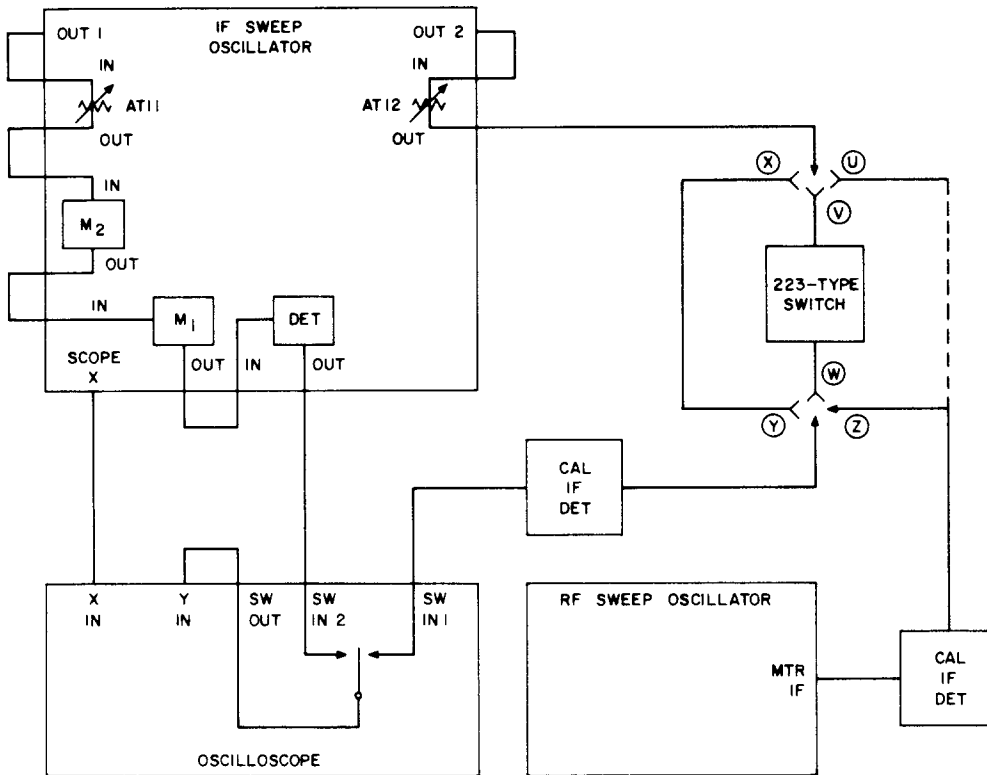 OUT 1
IF SWEEP
OSCILLATOR
OUT 2
IN
IN
AT11
AT12
OUT
OUT
IN
M2
OUT
IN
M1
DET
OUT
IN
OUT
SCOPE
X
X
U
V
223-TYPE
SWITCH
W
Y
Z
CAL
IF
DET
X
IN
Y
IN
SW
OUT
SW
IN 2
SW
IN 1
OSCILLOSCOPE
RF SWEEP OSCILLATOR
MTR
IF
CAL
IF
DET